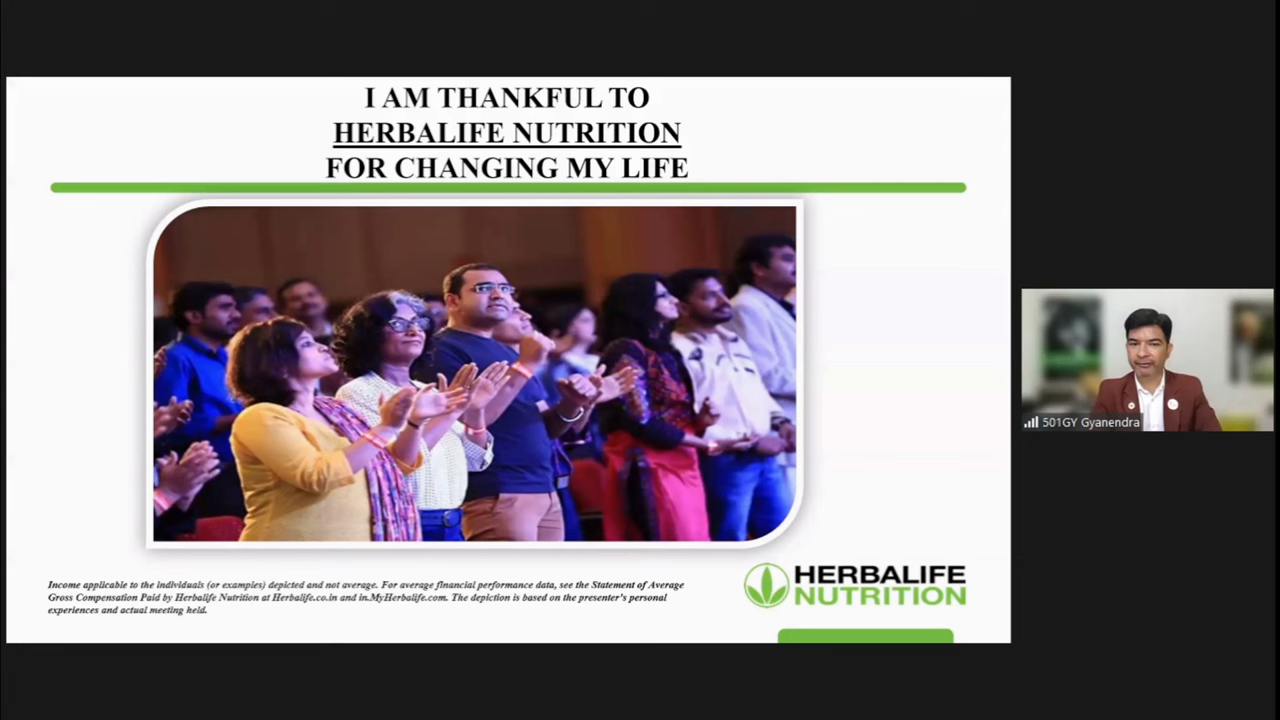 I AM THANKFUL TO
HERBALIFE NUTRITION
FOR CHANGING MY LIFE
Income applicable to the individuals (or examples) depicted and not average. For average financial performance data, see the Statement of Average
Gross Compensation Paid by Herbalife Nutrition at Herbalife.co.in and in.MyHerbalife.com. The depiction is based on the presenter's personal
experiences and actual meeting held.
HERBALIFE
NUTRITION
501GY Gyanendra